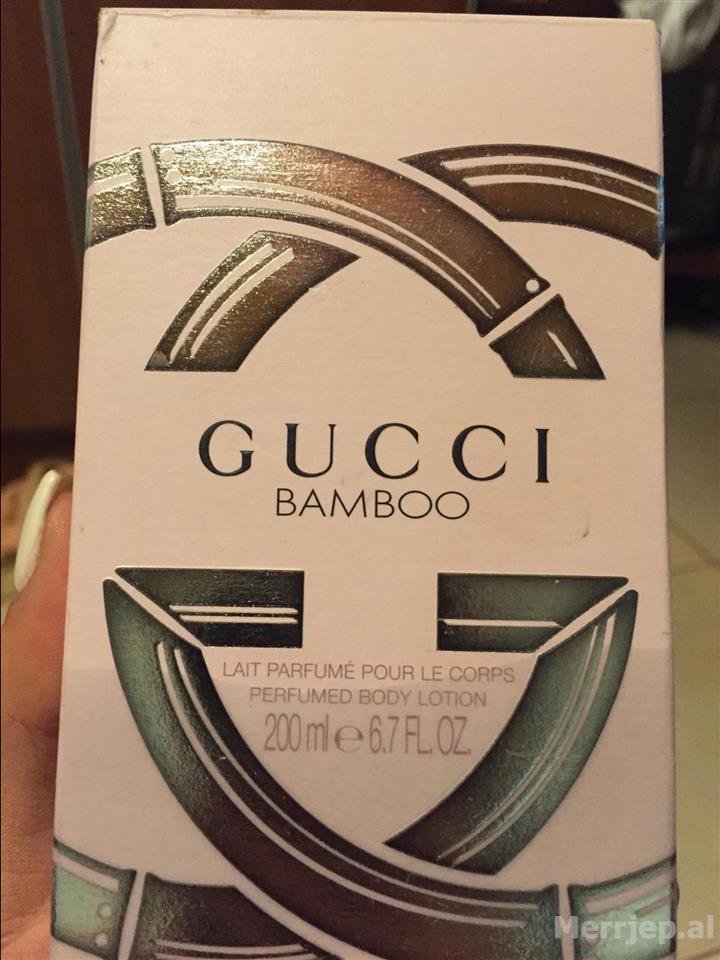 GUCCI
BAMBOO
LAIT PARFUMÉ POUR LE CORPS
PERFUMED BODY LOTION
200 ml ℮ 6.7 FL. OZ.
Merrjep.al